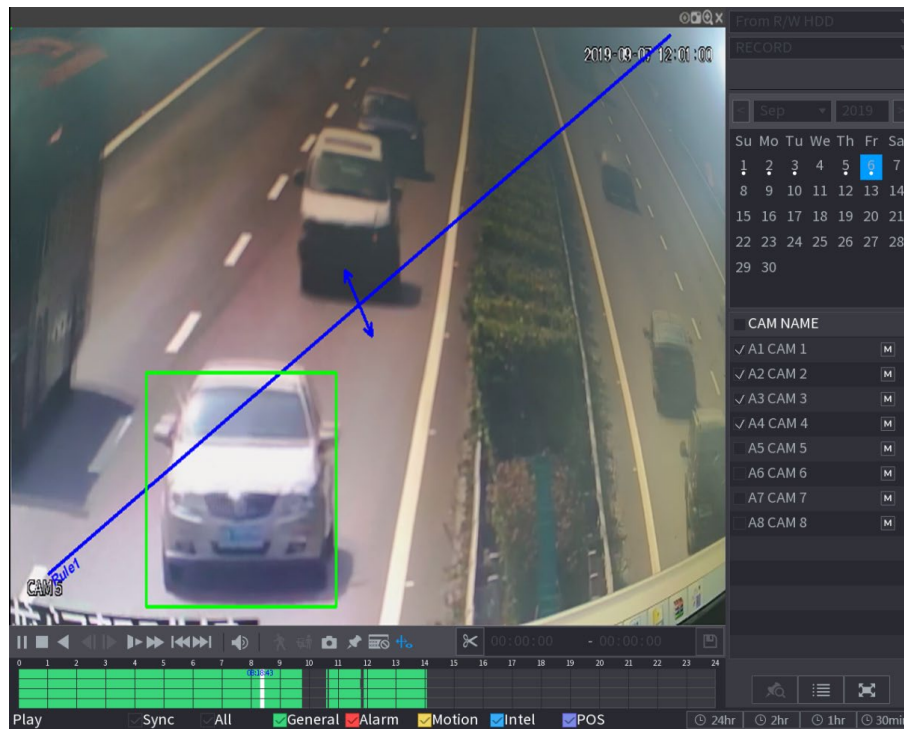 From R/W HDD
RECORD
2019-09-07 12:01:00
Sep 2019
Su Mo Tu We Th Fr Sa
1 2 3 4 5 6 7
8 9 10 11 12 13 14
15 16 17 18 19 20 21
22 23 24 25 26 27 28
29 30
CAM NAME
A1 CAM 1 M
A2 CAM 2 M
A3 CAM 3 M
A4 CAM 4 M
A5 CAM 5 M
A6 CAM 6 M
A7 CAM 7 M
A8 CAM 8 M
Rule1
CAM 5
00:00:00 - 00:00:00
0 1 2 3 4 5 6 7 8 9 10 11 12 13 14 15 16 17 18 19 20 21 22 23 24
Play Sync All General Alarm Motion Intel POS 24hr 2hr 1hr 30min